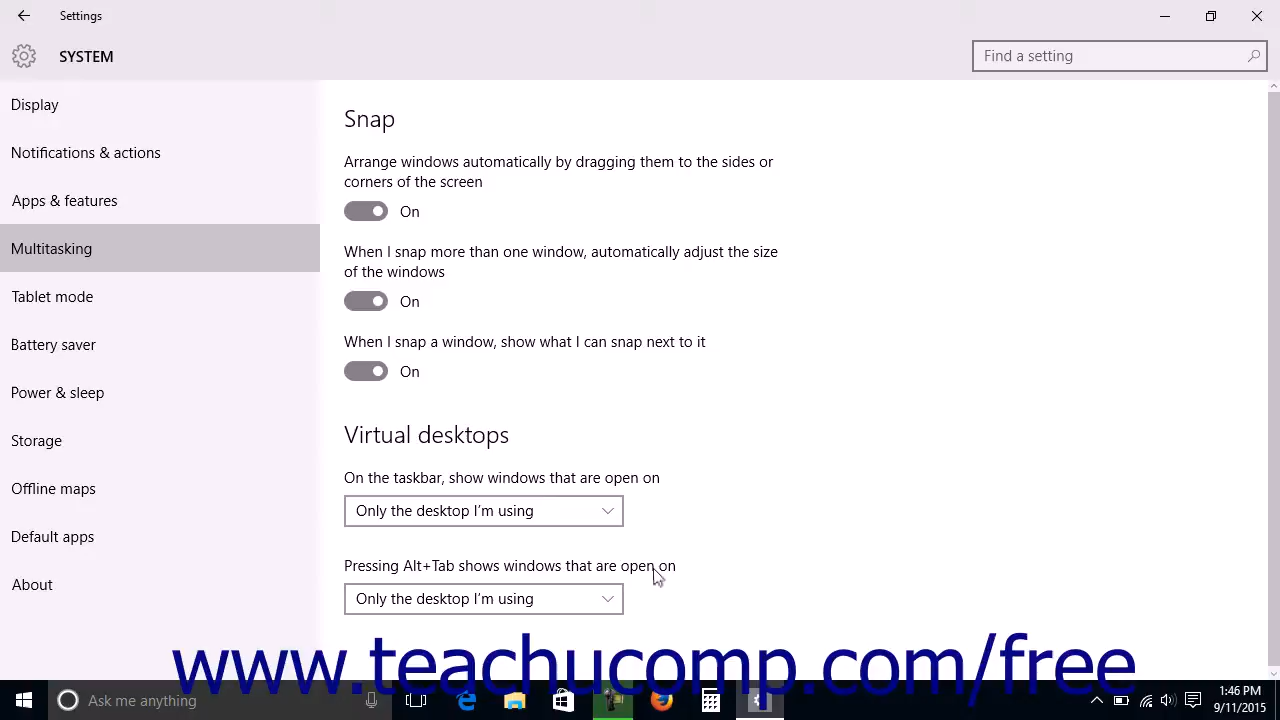 Settings
SYSTEM
Find a setting
Display
Notifications & actions
Apps & features
Multitasking
Tablet mode
Battery saver
Power & sleep
Storage
Offline maps
Default apps
About
Snap
Arrange windows automatically by dragging them to the sides or
corners of the screen
On
When I snap more than one window, automatically adjust the size
of the windows
On
When I snap a window, show what I can snap next to it
On
Virtual desktops
On the taskbar, show windows that are open on
Only the desktop I'm using
Pressing Alt+Tab shows windows that are open on
Only the desktop I'm using
www.teachucomp.com/free
Ask me anything
1:46 PM
9/11/2015